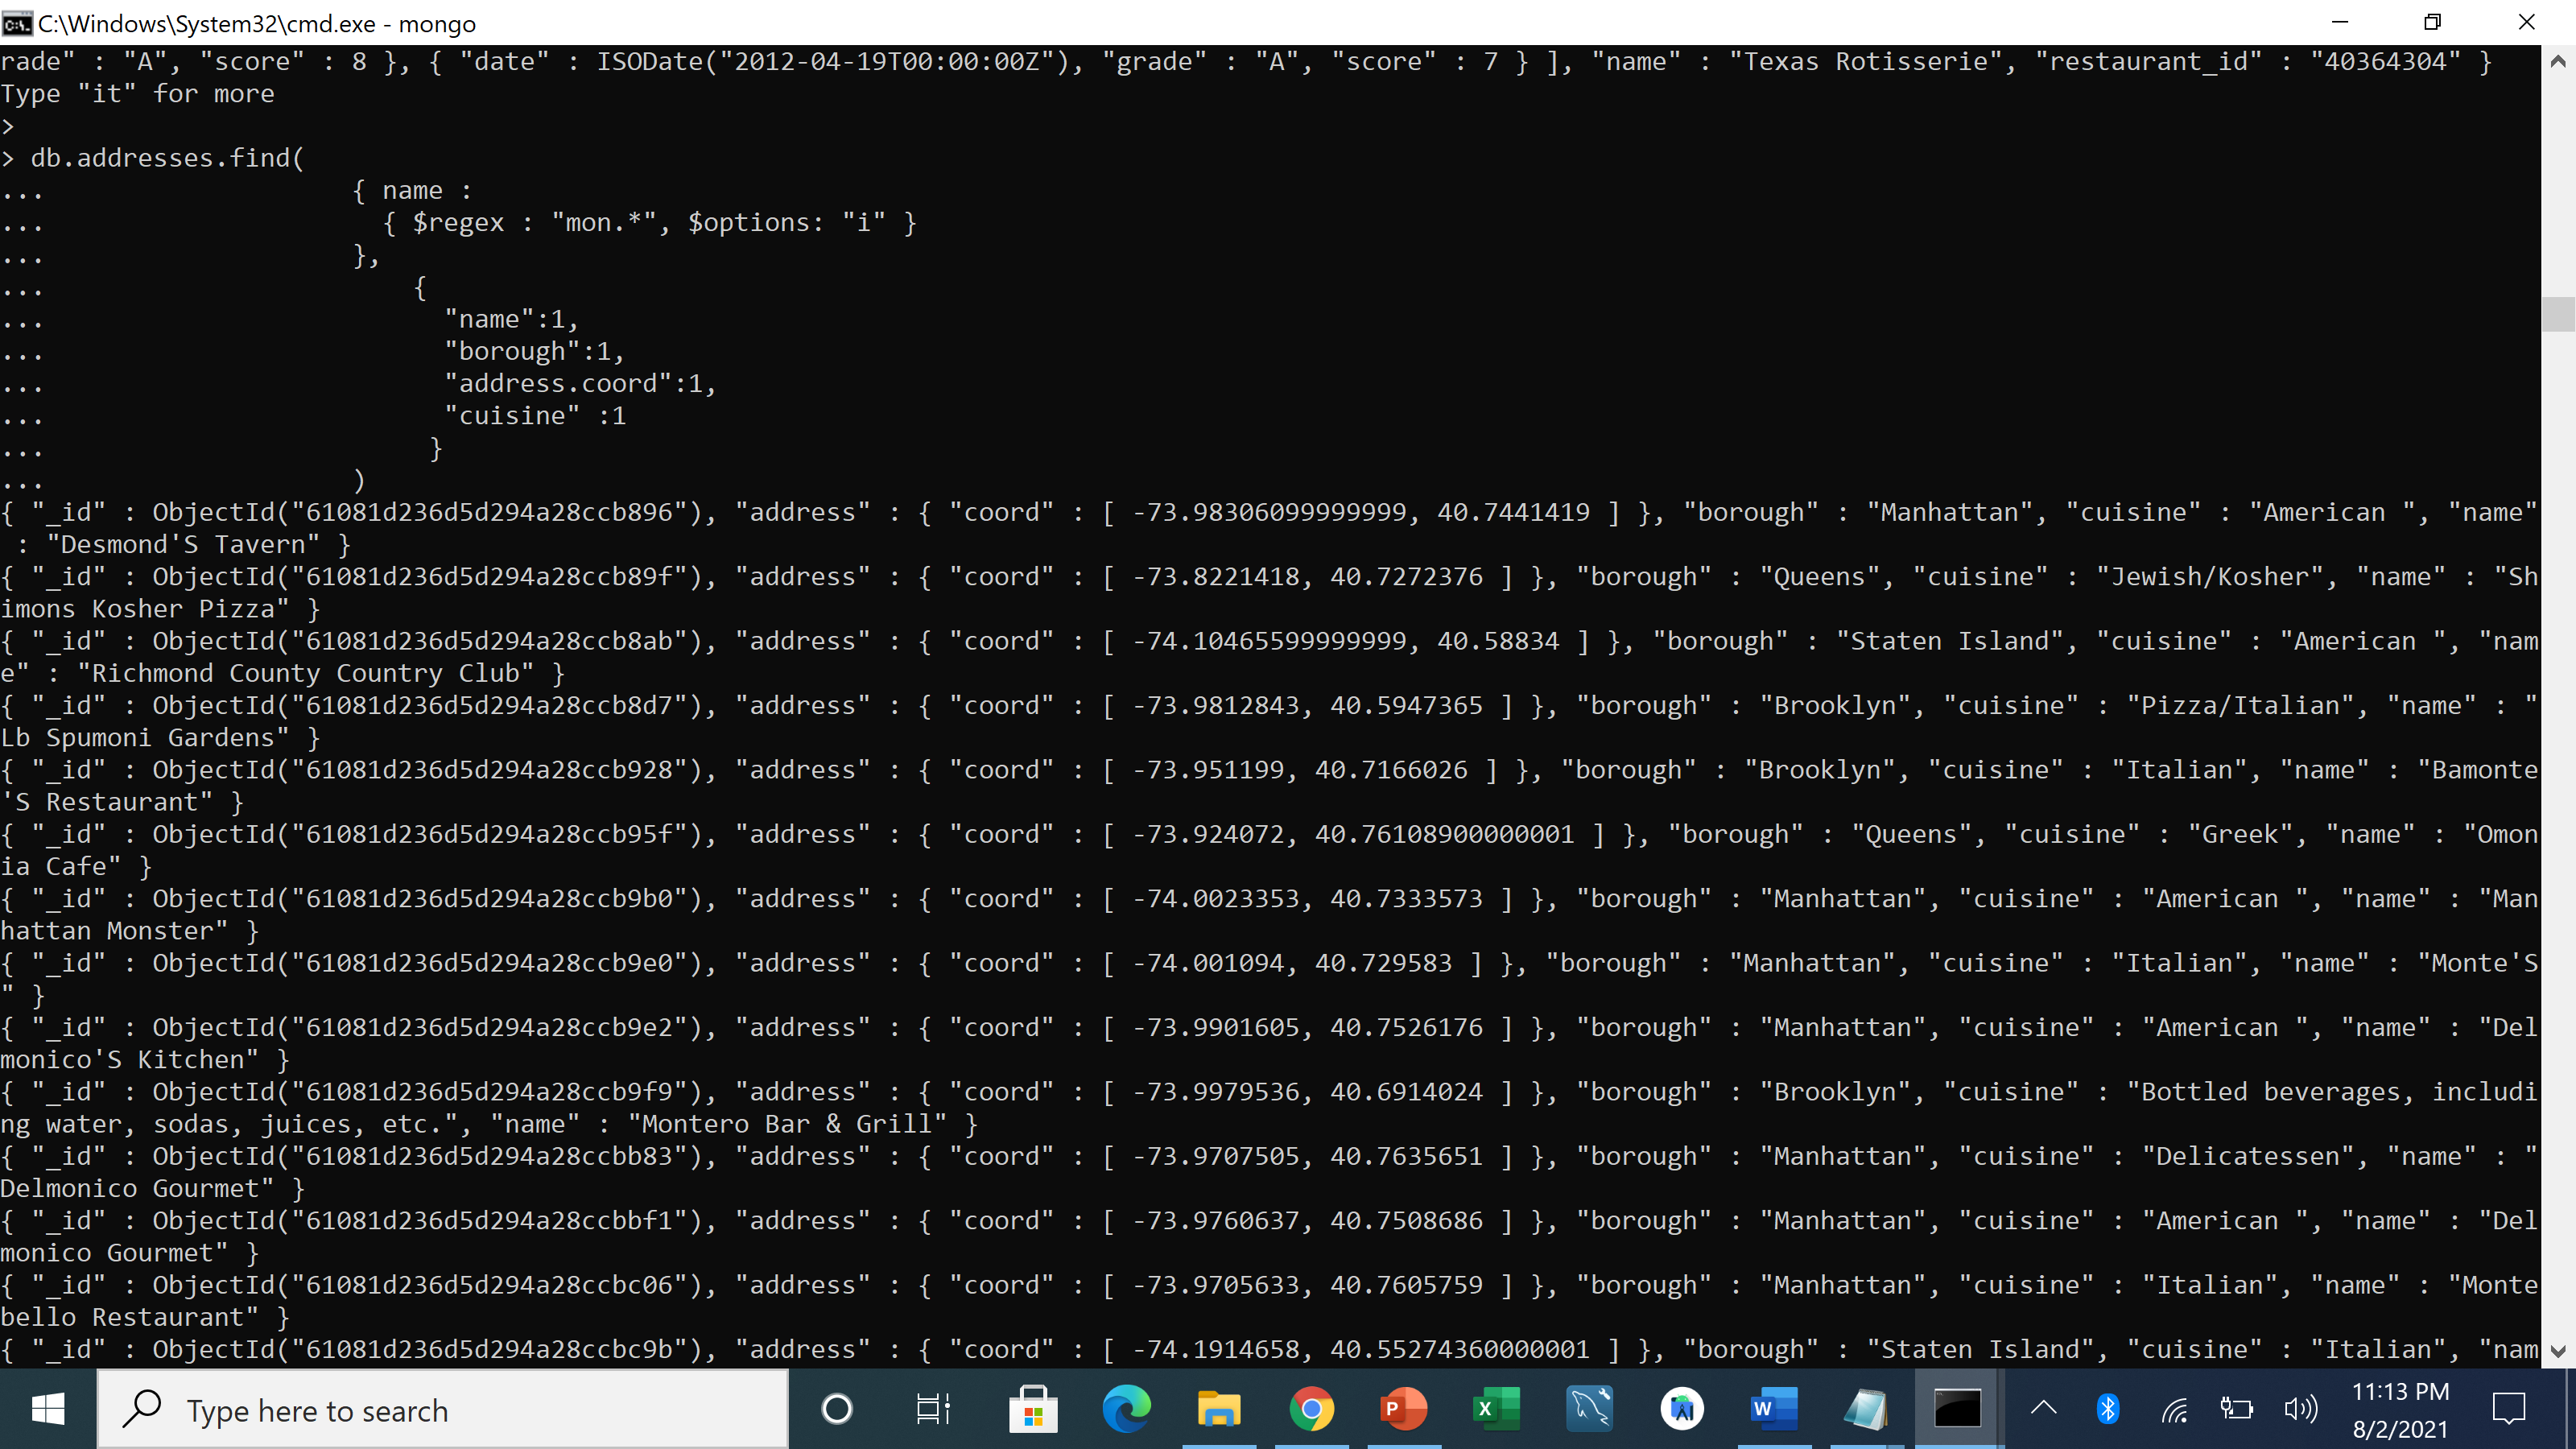 C:\Windows\System32\cmd.exe - mongo
rade" : "A", "score" : 8 }, { "date" : ISODate("2012-04-19T00:00:00Z"), "grade" : "A", "score" : 7 } ], "name" : "Texas Rotisserie", "restaurant_id" : "40364304" }
Type "it" for more
>
> db.addresses.find(
... { name :
... { $regex : "mon.*", $options: "i" }
... },
... {
... "name":1,
... "borough":1,
... "address.coord":1,
... "cuisine" :1
... }
... )
{ "_id" : ObjectId("61081d236d5d294a28ccb896"), "address" : { "coord" : [ -73.98306099999999, 40.7441419 ] }, "borough" : "Manhattan", "cuisine" : "American ", "name"
 : "Desmond'S Tavern" }
{ "_id" : ObjectId("61081d236d5d294a28ccb89f"), "address" : { "coord" : [ -73.8221418, 40.7272376 ] }, "borough" : "Queens", "cuisine" : "Jewish/Kosher", "name" : "Sh
imons Kosher Pizza" }
{ "_id" : ObjectId("61081d236d5d294a28ccb8ab"), "address" : { "coord" : [ -74.10465599999999, 40.58834 ] }, "borough" : "Staten Island", "cuisine" : "American ", "nam
e" : "Richmond County Country Club" }
{ "_id" : ObjectId("61081d236d5d294a28ccb8d7"), "address" : { "coord" : [ -73.9812843, 40.5947365 ] }, "borough" : "Brooklyn", "cuisine" : "Pizza/Italian", "name" : "
Lb Spumoni Gardens" }
{ "_id" : ObjectId("61081d236d5d294a28ccb928"), "address" : { "coord" : [ -73.951199, 40.7166026 ] }, "borough" : "Brooklyn", "cuisine" : "Italian", "name" : "Bamonte
'S Restaurant" }
{ "_id" : ObjectId("61081d236d5d294a28ccb95f"), "address" : { "coord" : [ -73.924072, 40.76108900000001 ] }, "borough" : "Queens", "cuisine" : "Greek", "name" : "Omon
ia Cafe" }
{ "_id" : ObjectId("61081d236d5d294a28ccb9b0"), "address" : { "coord" : [ -74.0023353, 40.7333573 ] }, "borough" : "Manhattan", "cuisine" : "American ", "name" : "Man
hattan Monster" }
{ "_id" : ObjectId("61081d236d5d294a28ccb9e0"), "address" : { "coord" : [ -74.001094, 40.729583 ] }, "borough" : "Manhattan", "cuisine" : "Italian", "name" : "Monte'S
" }
{ "_id" : ObjectId("61081d236d5d294a28ccb9e2"), "address" : { "coord" : [ -73.9901605, 40.7526176 ] }, "borough" : "Manhattan", "cuisine" : "American ", "name" : "Del
monico'S Kitchen" }
{ "_id" : ObjectId("61081d236d5d294a28ccb9f9"), "address" : { "coord" : [ -73.9979536, 40.6914024 ] }, "borough" : "Brooklyn", "cuisine" : "Bottled beverages, includi
ng water, sodas, juices, etc.", "name" : "Montero Bar & Grill" }
{ "_id" : ObjectId("61081d236d5d294a28ccbb83"), "address" : { "coord" : [ -73.9707505, 40.7635651 ] }, "borough" : "Manhattan", "cuisine" : "Delicatessen", "name" : "
Delmonico Gourmet" }
{ "_id" : ObjectId("61081d236d5d294a28ccbbf1"), "address" : { "coord" : [ -73.9760637, 40.7508686 ] }, "borough" : "Manhattan", "cuisine" : "American ", "name" : "Del
monico Gourmet" }
{ "_id" : ObjectId("61081d236d5d294a28ccbc06"), "address" : { "coord" : [ -73.9705633, 40.7605759 ] }, "borough" : "Manhattan", "cuisine" : "Italian", "name" : "Monte
bello Restaurant" }
{ "_id" : ObjectId("61081d236d5d294a28ccbc9b"), "address" : { "coord" : [ -74.1914658, 40.55274360000001 ] }, "borough" : "Staten Island", "cuisine" : "Italian", "nam
Type here to search
11:13 PM
8/2/2021